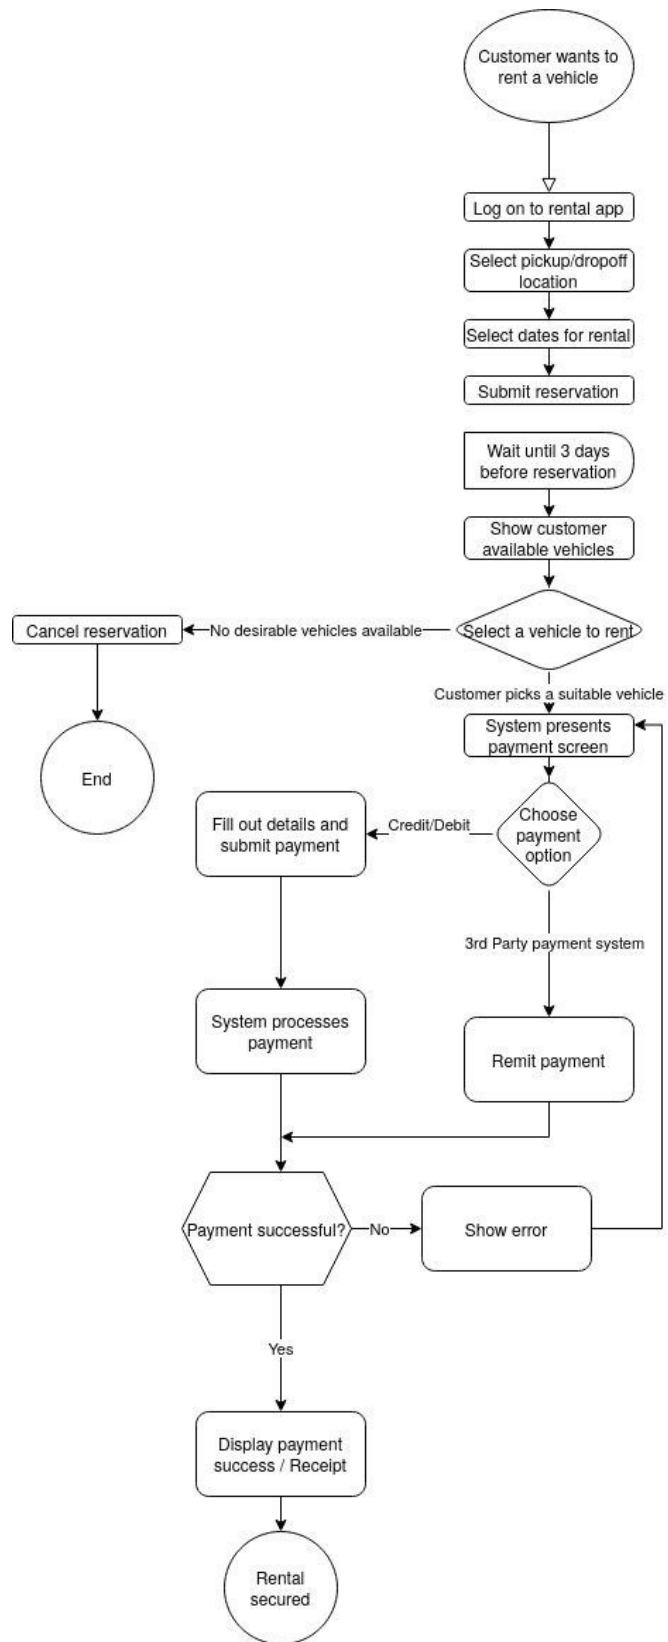 Customer wants to
rent a vehicle
Log on to rental app
Select pickup/dropoff
location
Select dates for rental
Submit reservation
Wait until 3 days
before reservation
Show customer
available vehicles
Select a vehicle to rent
No desirable vehicles available
Cancel reservation
End
Customer picks a suitable vehicle
System presents
payment screen
Choose
payment
option
Credit/Debit
Fill out details and
submit payment
3rd Party payment system
System processes
payment
Remit payment
Payment successful?
No
Show error
Yes
Display payment
success / Receipt
Rental
secured